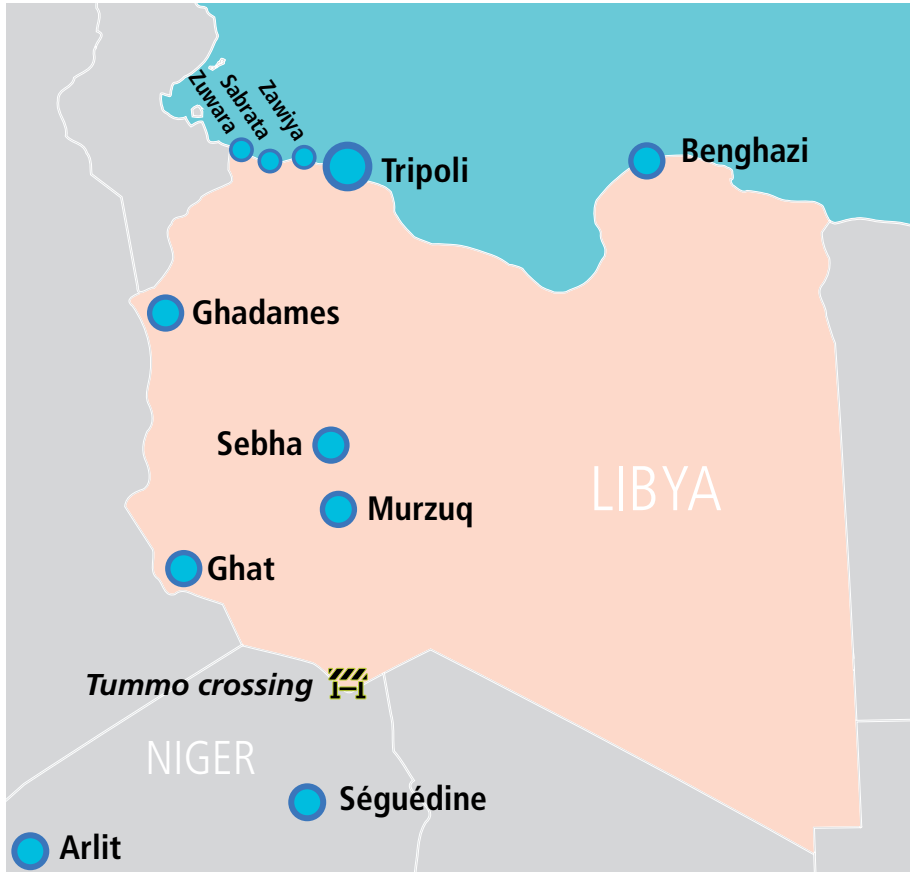 Zuwara
Sabrata
Zawiya
Tripoli
Benghazi
Ghadames
Sebha
LIBYA
Murzuq
Ghat
Tummo crossing
NIGER
Séguédine
Arlit